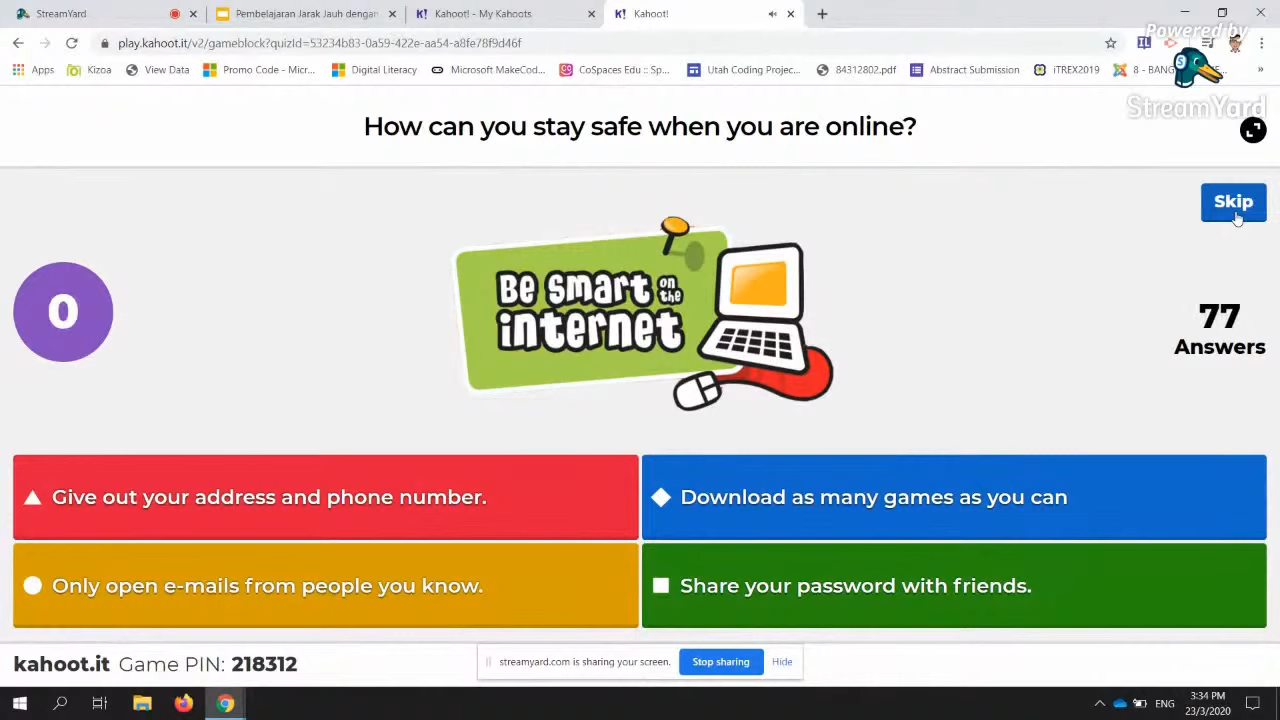 StreamYard
Pembelajaran Jarak Jauh dengan
K! Kahoot! - My Kahoots
K! Kahoot!
play.kahoot.it/v2/gameblock?quizId=53234b83-0a59-422e-aa54-a8fe798fd6df
Powered by
StreamYard
Apps
Kizoa
View Data
Promo Code - Micr...
Digital Literacy
Microsoft MakeCod...
CoSpaces Edu :: Sp...
Utah Coding Projec...
84312802.pdf
Abstract Submission
iTREX2019
8 - BANG
How can you stay safe when you are online?
Skip
0
Be smart on the
internet
77
Answers
Give out your address and phone number.
Download as many games as you can
Only open e-mails from people you know.
Share your password with friends.
kahoot.it Game PIN: 218312
streamyard.com is sharing your screen.
Stop sharing
Hide
ENG
3:34 PM
23/3/2020